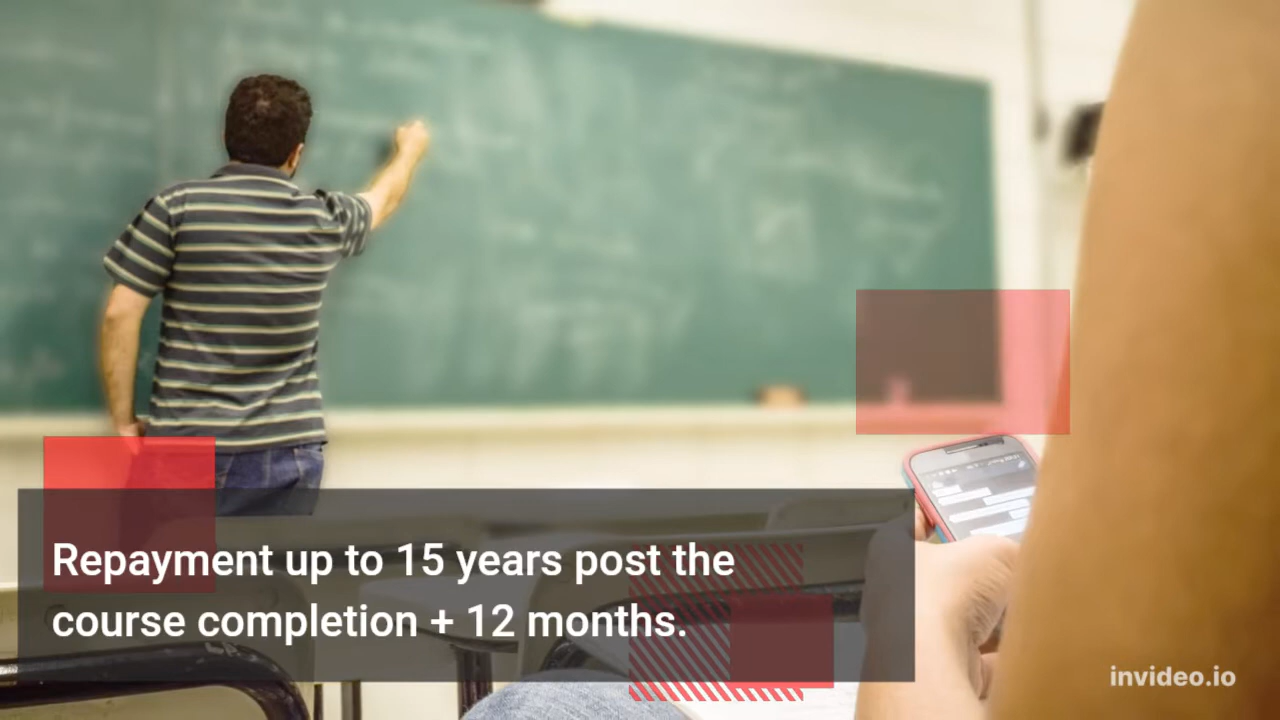 Repayment up to 15 years post the
course completion + 12 months.
invideo.io